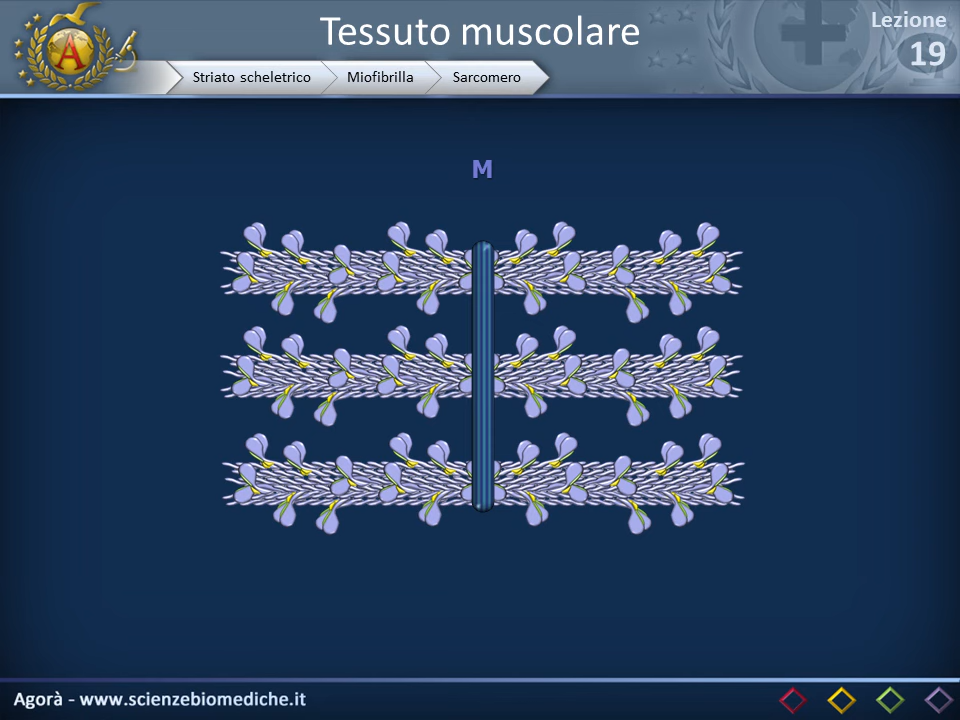 Tessuto muscolare
Lezione
19
Striato scheletrico
Miofibrilla
Sarcomero
A
M
Agorà - www.scienzebiomediche.it